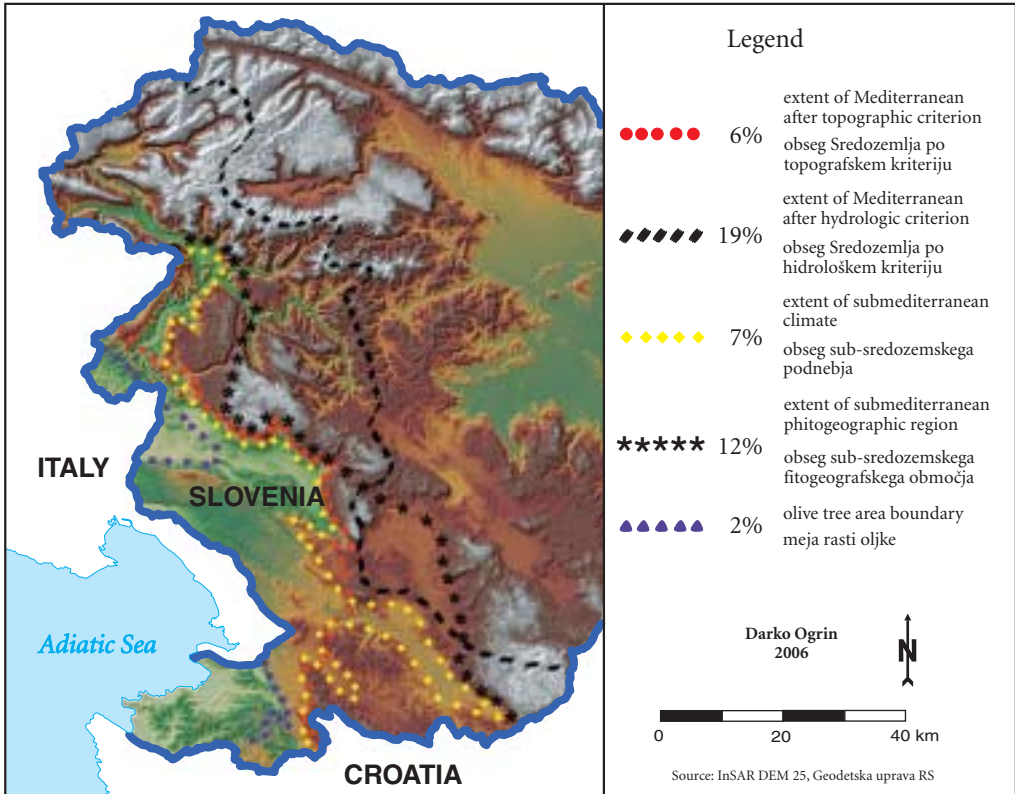 ITALY
SLOVENIA
Adiatic Sea
CROATIA
Legend
6%
extent of Mediterranean
after topographic criterion
obseg Sredozemlja po
topografskem kriteriju
19%
extent of Mediterranean
after hydrologic criterion
obseg Sredozemlja po
hidrološkem kriteriju
7%
extent of submediterranean
climate
obseg sub-sredozemskega
podnebja
12%
extent of submediterranean
phitogeographic region
obseg sub-sredozemskega
fitogeografskega območja
2%
olive tree area boundary
meja rasti oljke
Darko Ogrin
2006
N
0 20 40 km
Source: InSAR DEM 25, Geodetska uprava RS